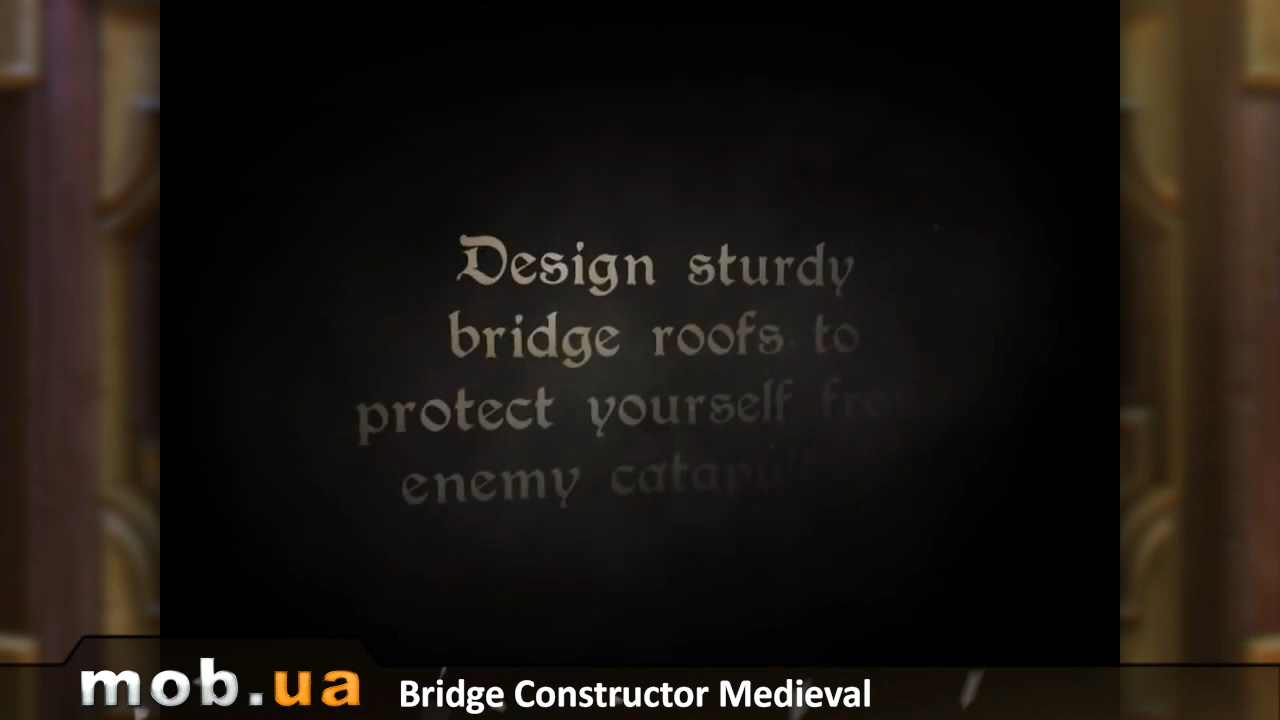 Design sturdy
bridge roofs to
protect yourself
enemy
mob.ua
Bridge Constructor Medieval